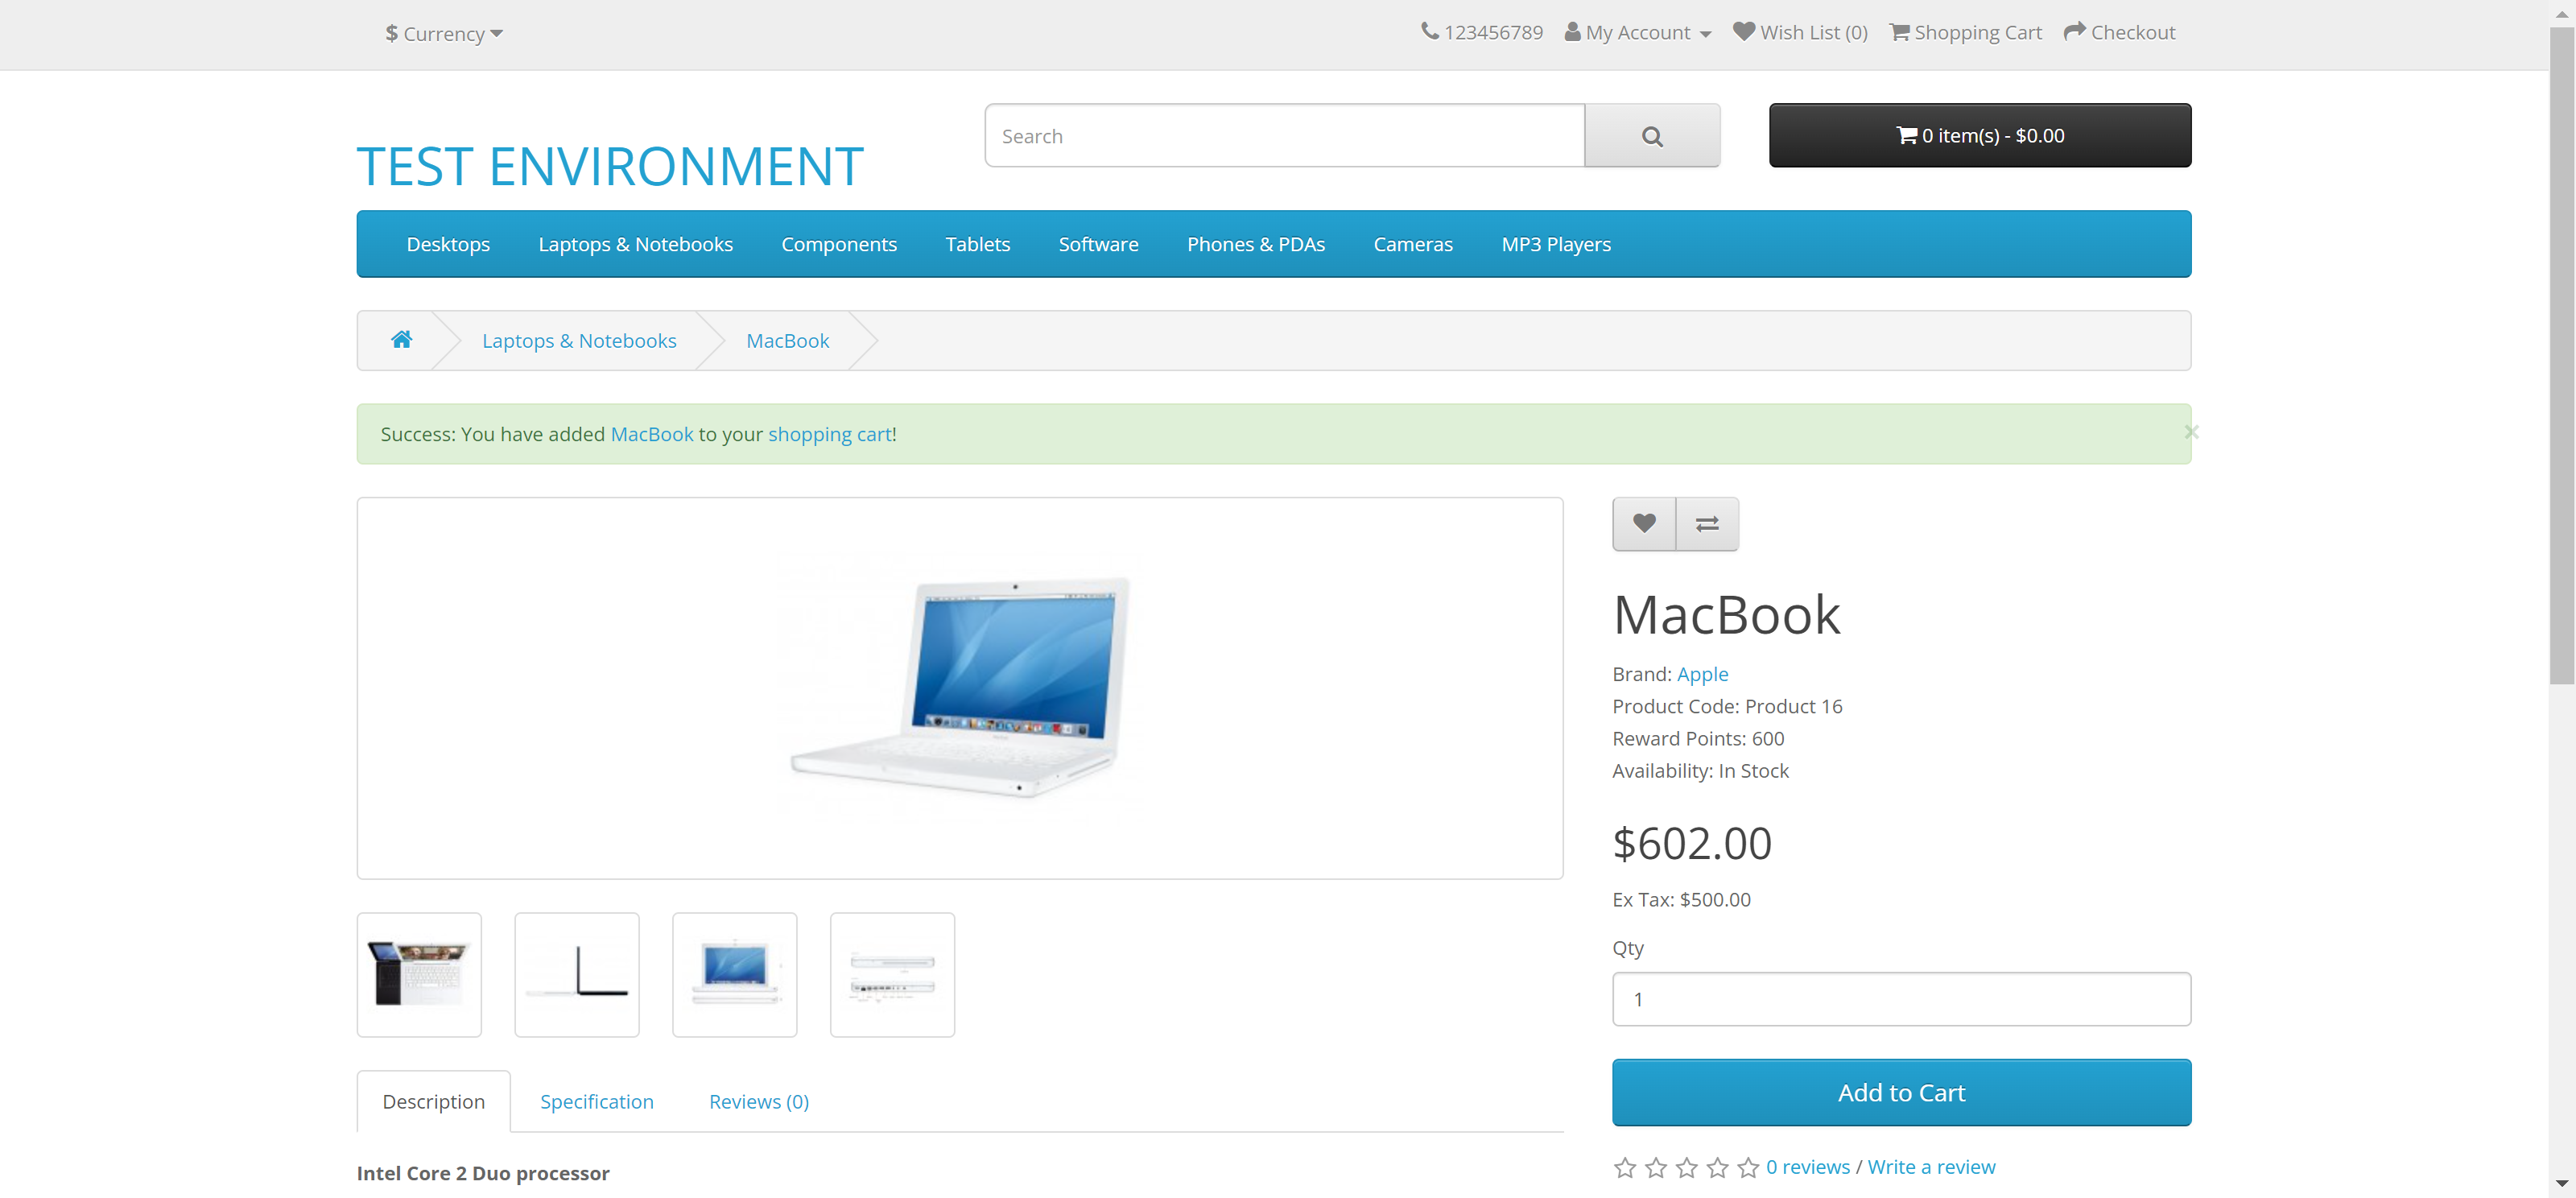 $ Currency
123456789 My Account Wish List (0) Shopping Cart Checkout
TEST ENVIRONMENT
Search
0 item(s) - $0.00
Desktops Laptops & Notebooks Components Tablets Software Phones & PDAs Cameras MP3 Players
Laptops & Notebooks MacBook
Success: You have added MacBook to your shopping cart!
×
MacBook
Brand: Apple
Product Code: Product 16
Reward Points: 600
Availability: In Stock
$602.00
Ex Tax: $500.00
Qty
1
Add to Cart
0 reviews / Write a review
Description Specification Reviews (0)
Intel Core 2 Duo processor